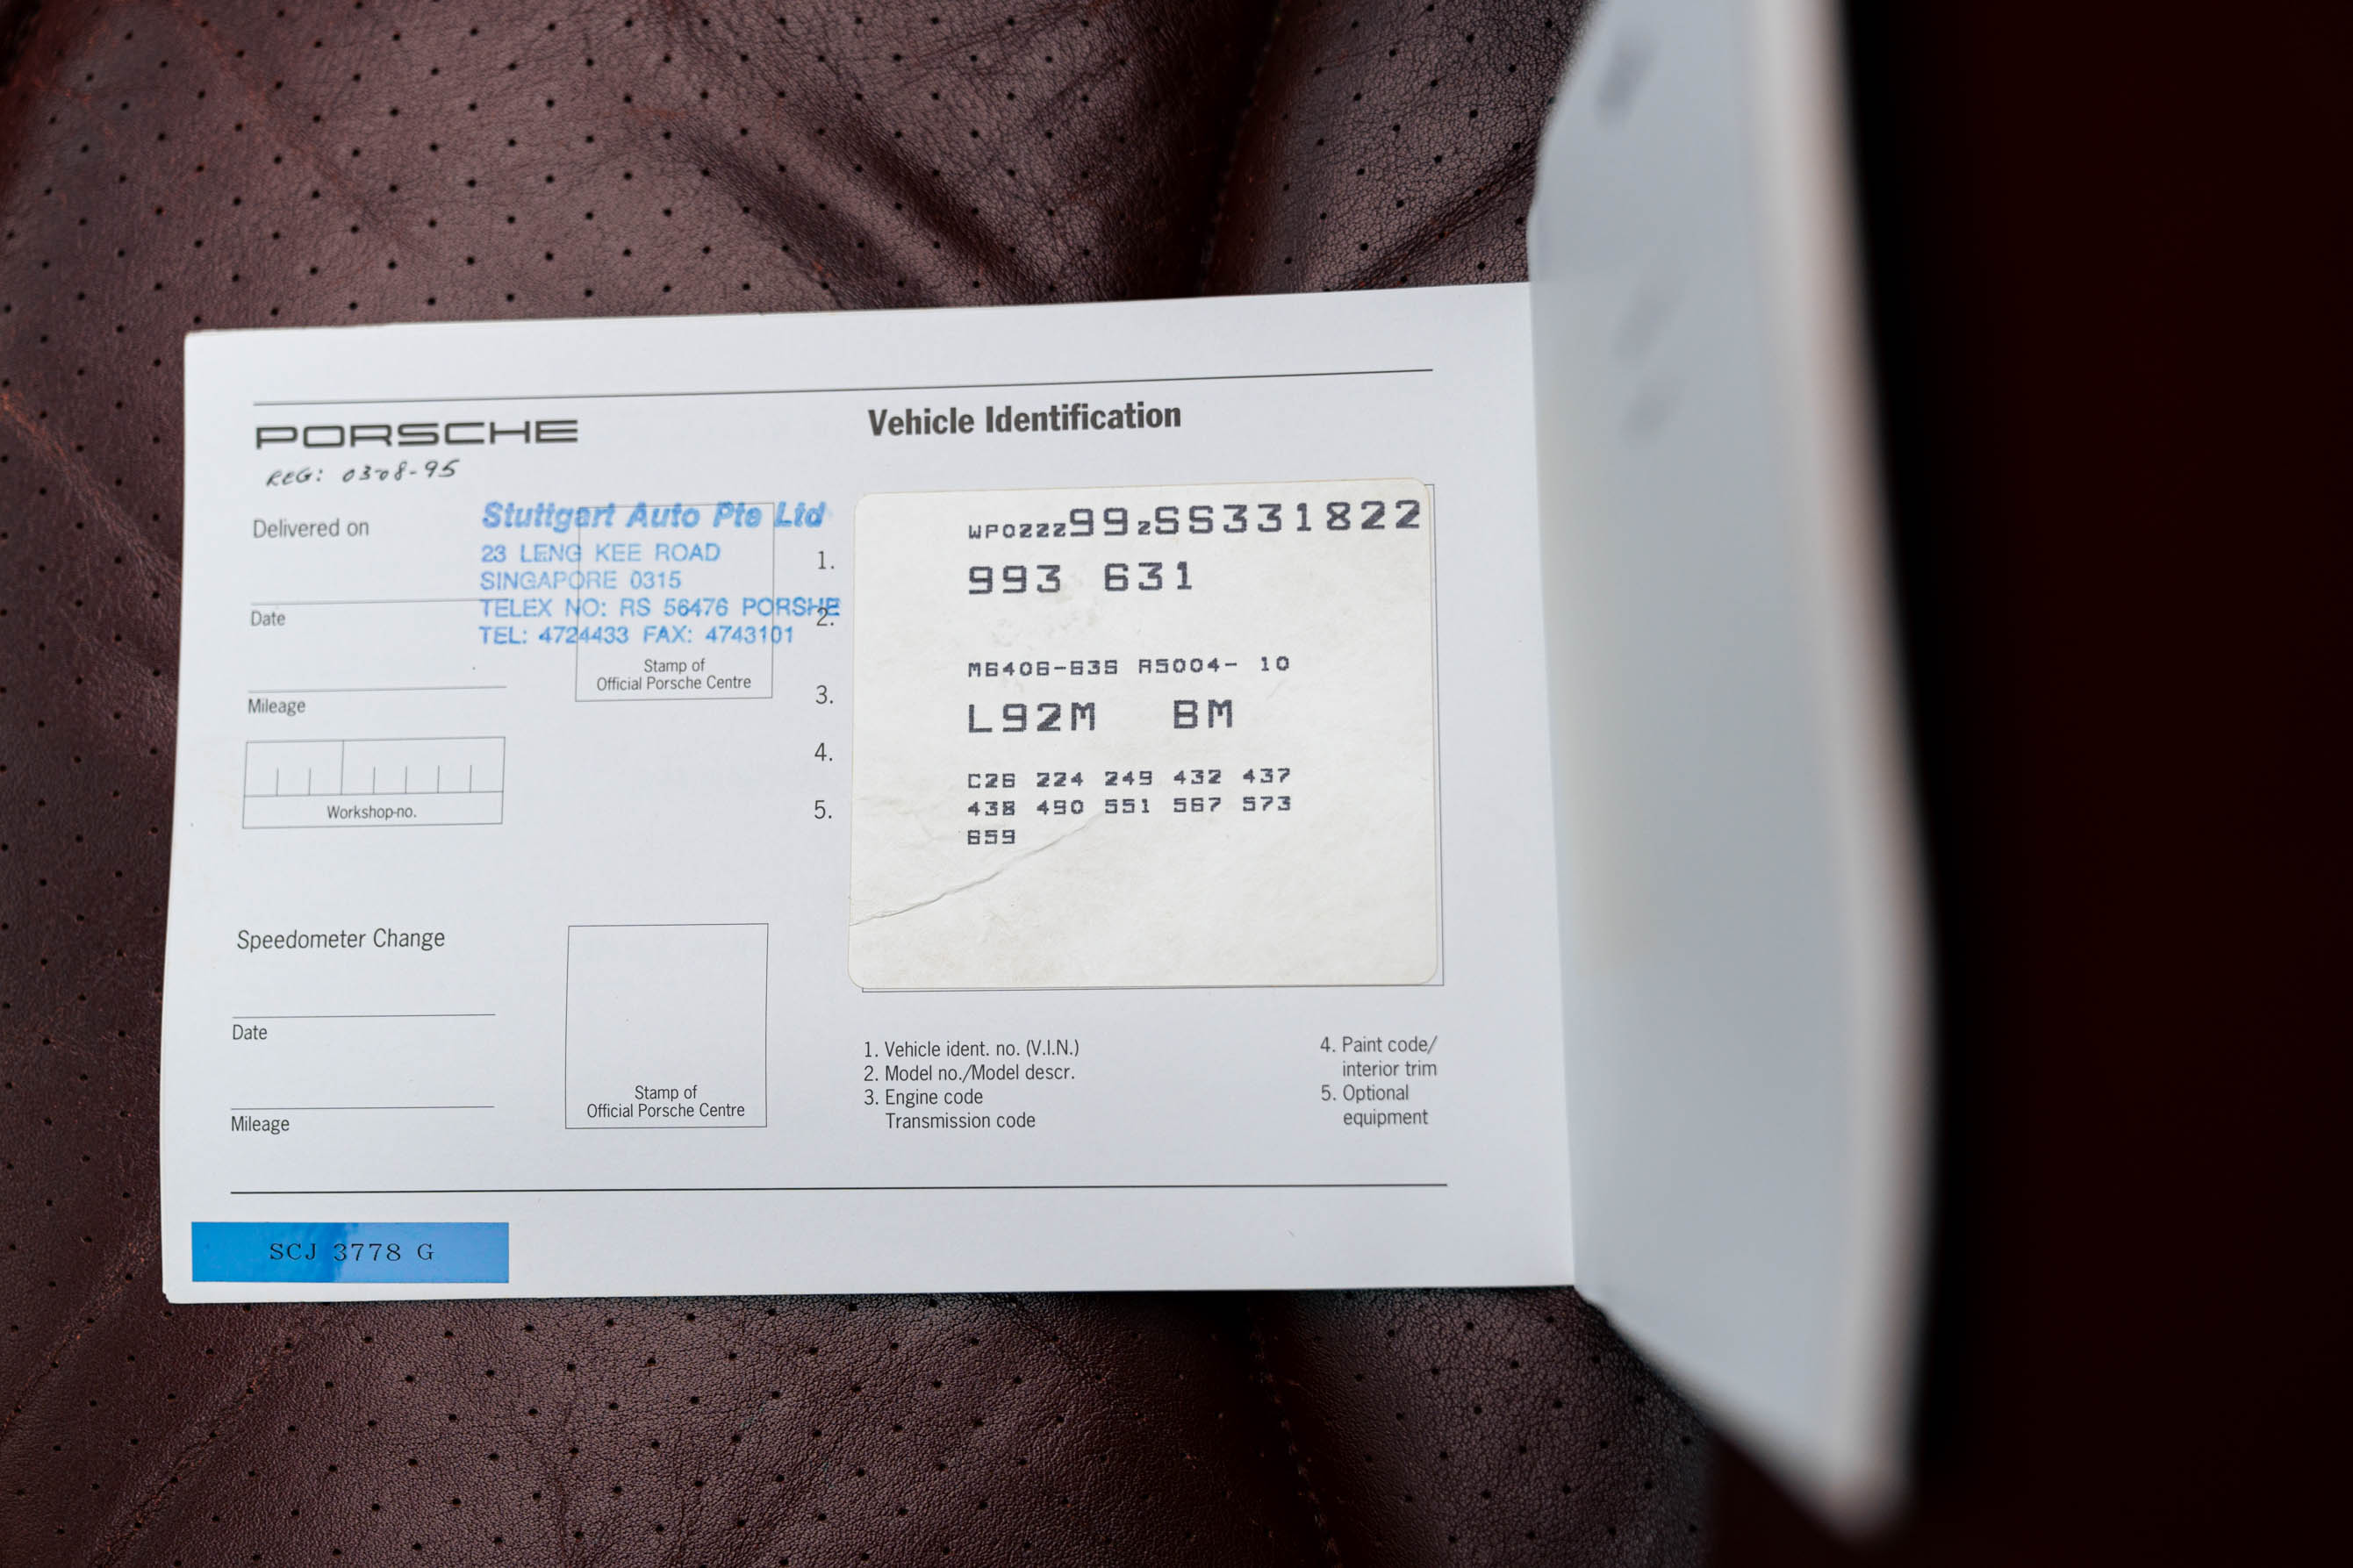 PORSCHE
REG: 0308-95
Delivered on
Stuttgart Auto Pte Ltd
23 LENG KEE ROAD
SINGAPORE 0315
TELEX NO: RS 56476 PORSHE
TEL: 4724433 FAX: 4743101
Date
Stamp of
Official Porsche Centre
Mileage
Workshop-no.
Speedometer Change
Date
Stamp of
Official Porsche Centre
Mileage
SCJ 3778 G
Vehicle Identification
1.
2.
3.
4.
5.
WP0ZZZ99ZSS331822
993 631
M6406-63S A5004- 10
L92M BM
C26 224 249 432 437
438 490 551 567 573
659
1. Vehicle ident. no. (V.I.N.)
2. Model no./Model descr.
3. Engine code
Transmission code
4. Paint code/
interior trim
5. Optional
equipment